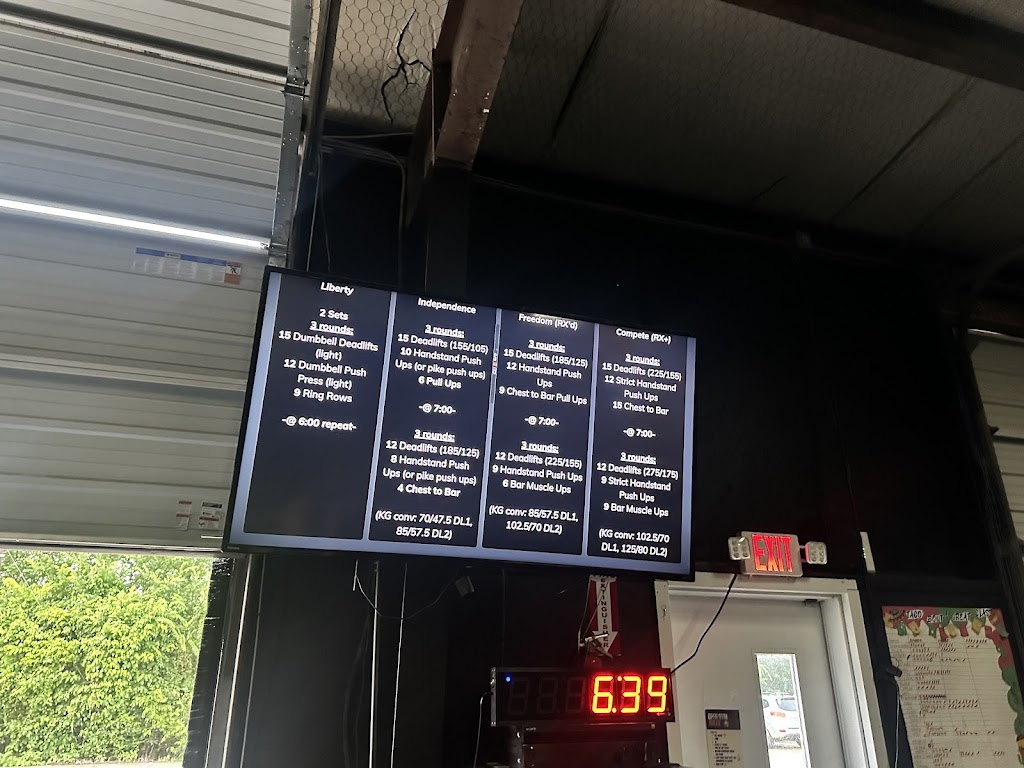 Liberty
2 Sets
3 rounds:
15 Dumbbell Deadlifts
(light)
12 Dumbbell Push
Press (light)
9 Ring Rows
-@ 6:00 repeat-
Independence
3 rounds:
15 Deadlifts (155/105)
10 Handstand Push
Ups (or pike push ups)
6 Pull Ups
-@ 7:00-
3 rounds:
12 Deadlifts (185/125)
8 Handstand Push
Ups (or pike push ups)
4 Chest to Bar
(KG conv: 70/47.5 DL1,
85/57.5 DL2)
Freedom (RX'd)
3 rounds:
15 Deadlifts (185/125)
12 Handstand Push
Ups
9 Chest to Bar Pull Ups
-@ 7:00-
3 rounds:
12 Deadlifts (225/155)
9 Handstand Push Ups
6 Bar Muscle Ups
(KG conv: 85/57.5 DL1,
102.5/70 DL2)
Compete (RX+)
3 rounds:
15 Deadlifts (225/155)
12 Strict Handstand
Push Ups
15 Chest to Bar
-@ 7:00-
3 rounds:
12 Deadlifts (275/175)
9 Strict Handstand
Push Ups
9 Bar Muscle Ups
(KG conv: 102.5/70
DL1, 125/80 DL2)
EXIT
6:39